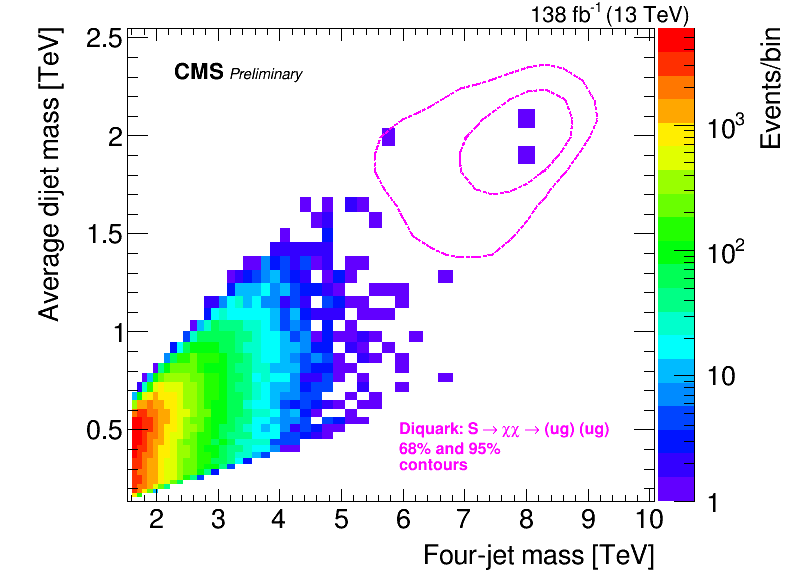 138 fb⁻¹ (13 TeV)
CMS Preliminary
Average dijet mass [TeV]
2.5
2
1.5
1
0.5
2 3 4 5 6 7 8 9 10
Four-jet mass [TeV]
Diquark: S → χχ → (ug) (ug)
68% and 95%
contours
Events/bin
10³
10²
10
1